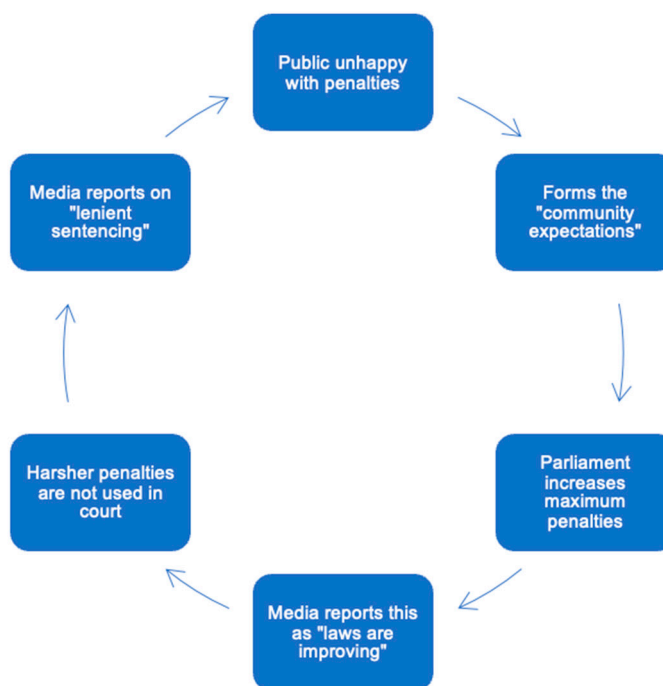 Public unhappy
with penalties
Forms the
"community
expectations"
Parliament
increases
maximum
penalties
Media reports this
as "laws are
improving"
Harsher penalties
are not used in
court
Media reports on
"lenient
sentencing"